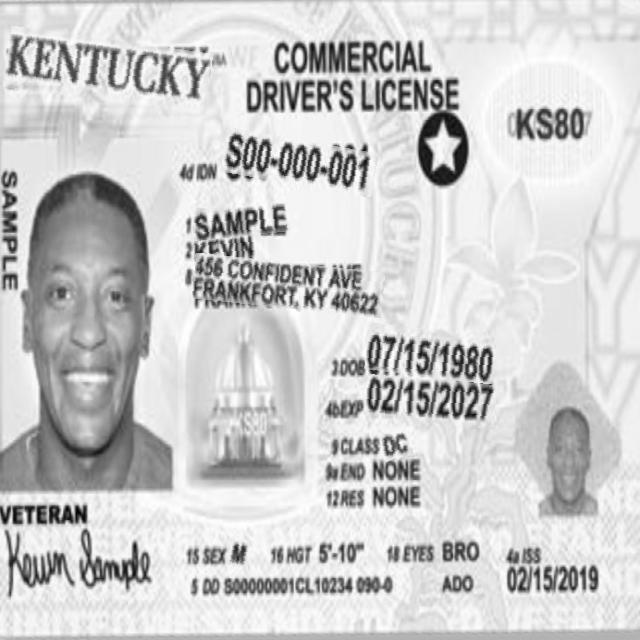 KENTUCKY
COMMERCIAL
DRIVER'S LICENSE
KS80
4d IDN S00-000-001
SAMPLE
1 SAMPLE
2 KEVIN
8 456 CONFIDENT AVE
FRANKFORT, KY 40622
3 DOB 07/15/1980
4b EXP 02/15/2027
KS80
9 CLASS DC
9a END NONE
12 RES NONE
VETERAN
Kevin Sample
15 SEX M 16 HGT 5'-10" 18 EYES BRO 4a ISS
5 DD S00000001CL10234 090-0 ADO 02/15/2019